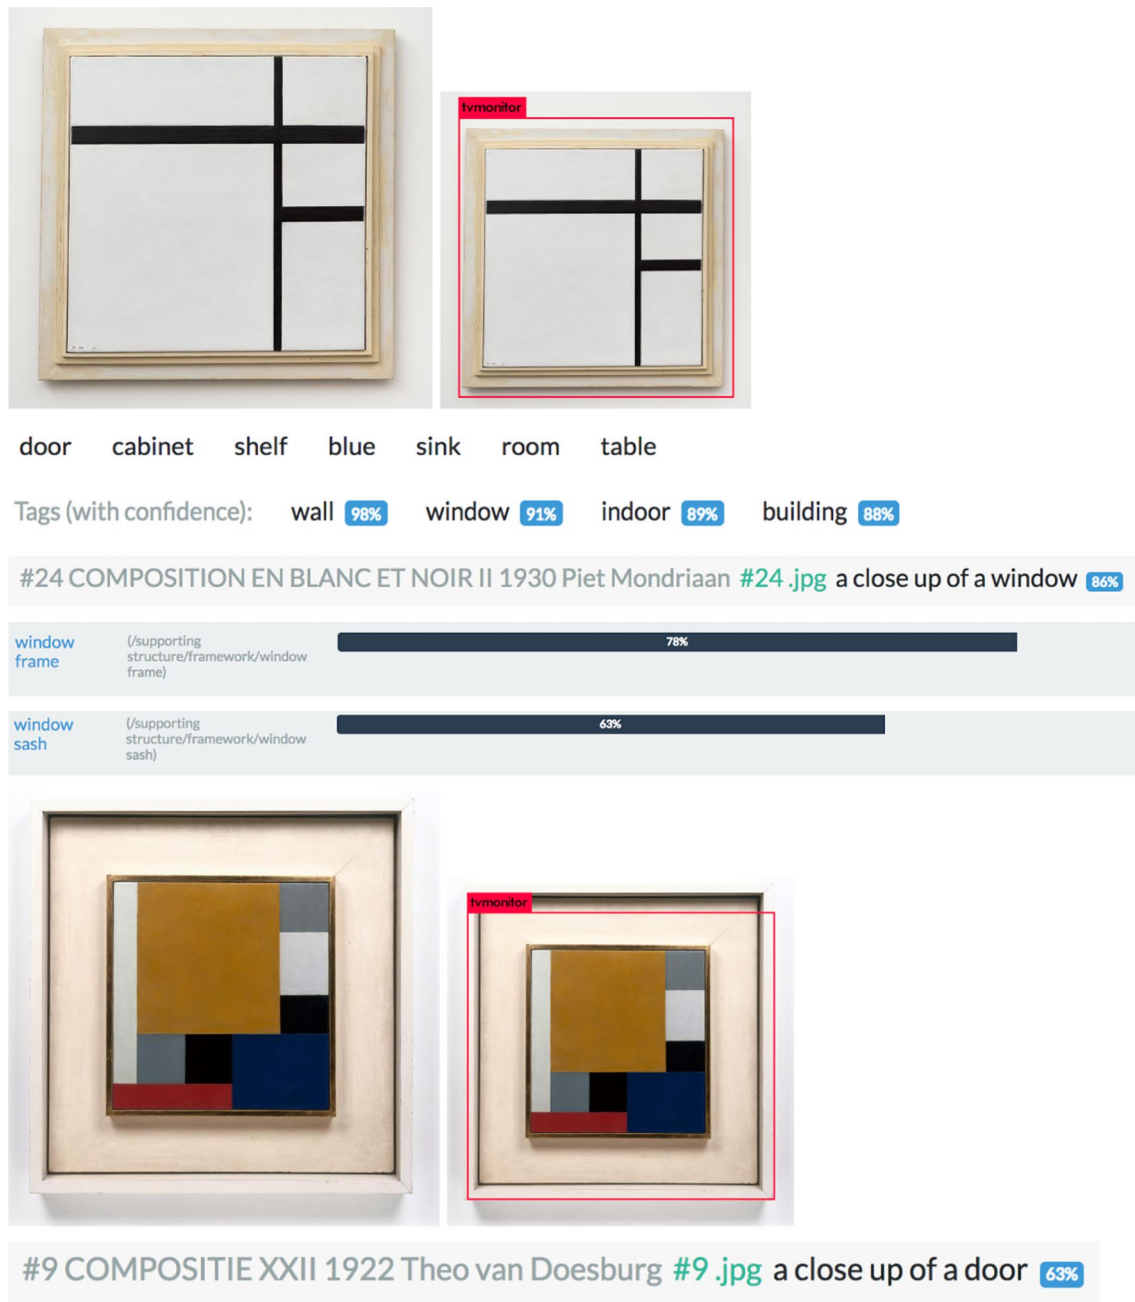 tvmonitor
door cabinet shelf blue sink room table
Tags (with confidence): wall 98% window 91% indoor 89% building 88%
#24 COMPOSITION EN BLANC ET NOIR II 1930 Piet Mondriaan #24 .jpg a close up of a window 86%
window
frame
(/supporting
structure/framework/window
frame)
78%
window
sash
(/supporting
structure/framework/window
sash)
63%
tvmonitor
#9 COMPOSITIE XXII 1922 Theo van Doesburg #9 .jpg a close up of a door 63%